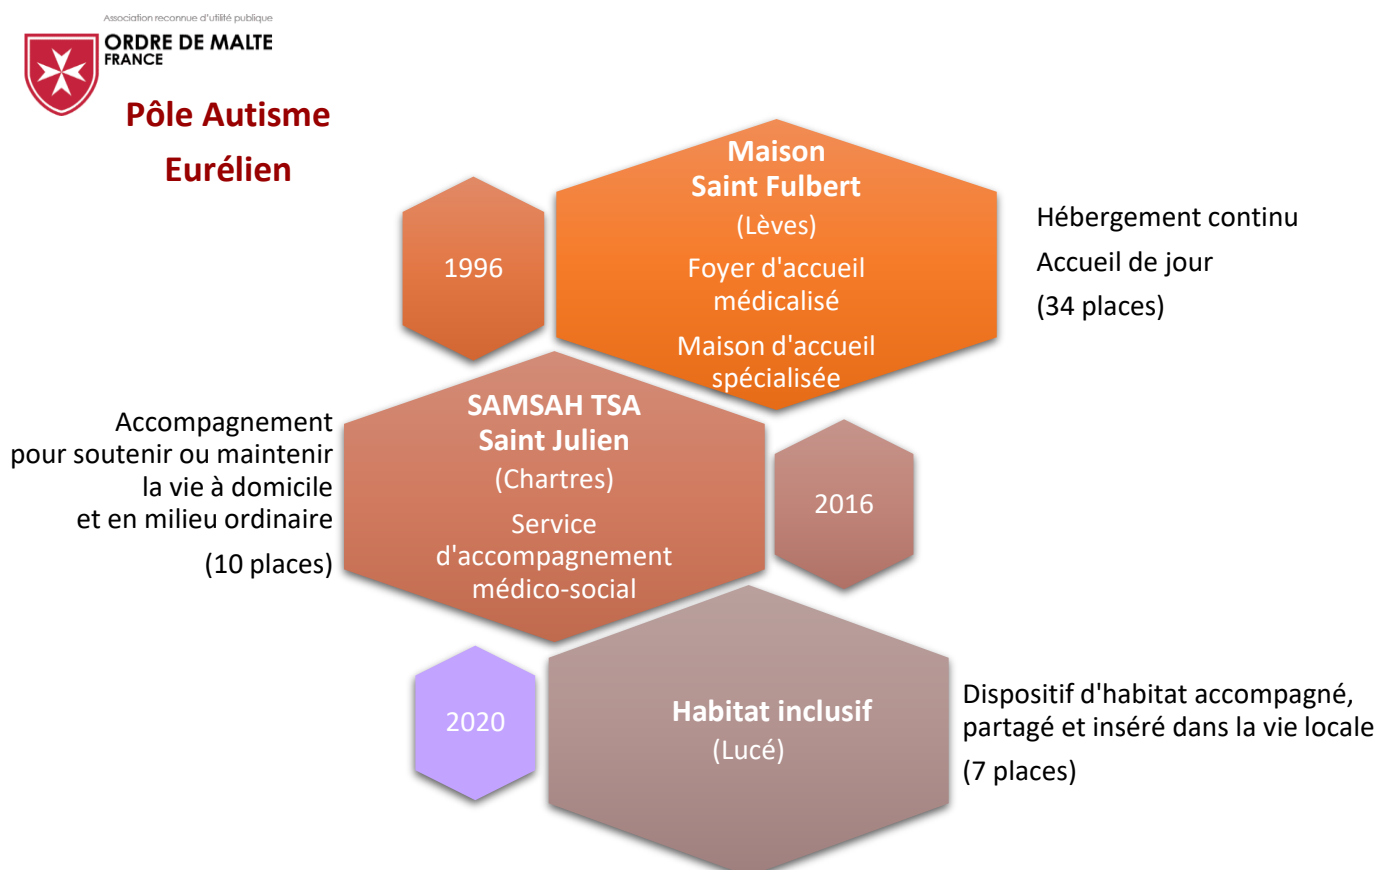 Association reconnue d'utilité publique
ORDRE DE MALTE
FRANCE
Pôle Autisme
Eurélien
1996
Maison
Saint Fulbert
(Lèves)
Foyer d'accueil
médicalisé
Maison d'accueil
spécialisée
Hébergement continu
Accueil de jour
(34 places)
Accompagnement
pour soutenir ou maintenir
la vie à domicile
et en milieu ordinaire
(10 places)
SAMSAH TSA
Saint Julien
(Chartres)
Service
d'accompagnement
médico-social
2016
2020
Habitat inclusif
(Lucé)
Dispositif d'habitat accompagné,
partagé et inséré dans la vie locale
(7 places)